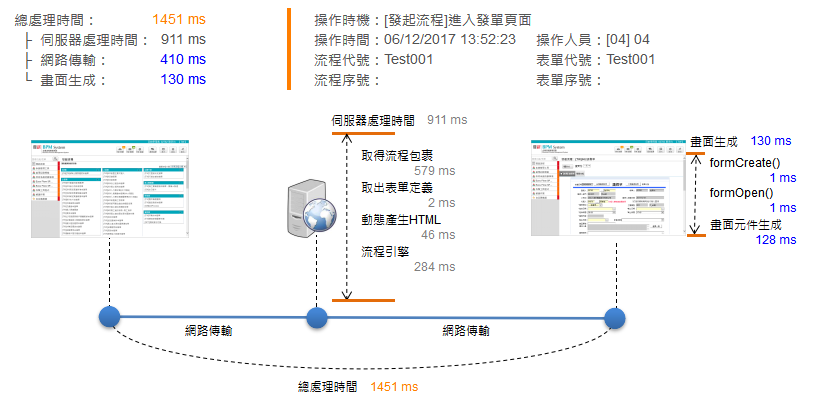 總處理時間： 1451 ms
伺服器處理時間： 911 ms
網路傳輸： 410 ms
畫面生成： 130 ms
操作時機：[發起流程]進入發單頁面
操作時間：06/12/2017 13:52:23 操作人員：[04] 04
流程代號：Test001 表單代號：Test001
流程序號： 表單序號：
伺服器處理時間 911 ms
取得流程包裹
579 ms
取出表單定義
2 ms
動態產生HTML
46 ms
流程引擎
284 ms
BPM System
BPM System
畫面生成 130 ms
formCreate()
1 ms
formOpen()
1 ms
畫面元件生成
128 ms
網路傳輸 網路傳輸
總處理時間 1451 ms